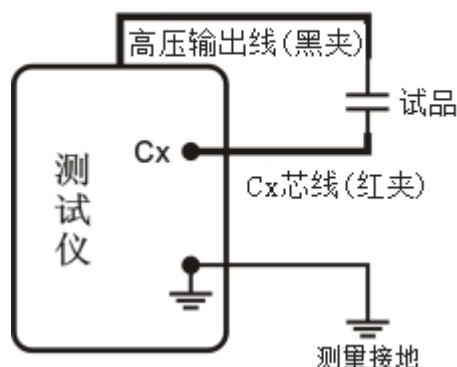 高压输出线(黑夹)
试品
Cx
Cx芯线(红夹)
测试仪
测量接地